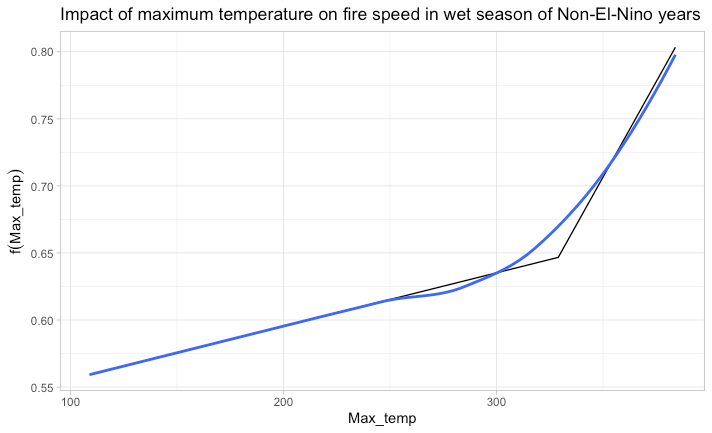 Impact of maximum temperature on fire speed in wet season of Non-El-Nino years
0.80
0.75
0.70
0.65
0.60
0.55
f(Max_temp)
100 200 300
Max_temp